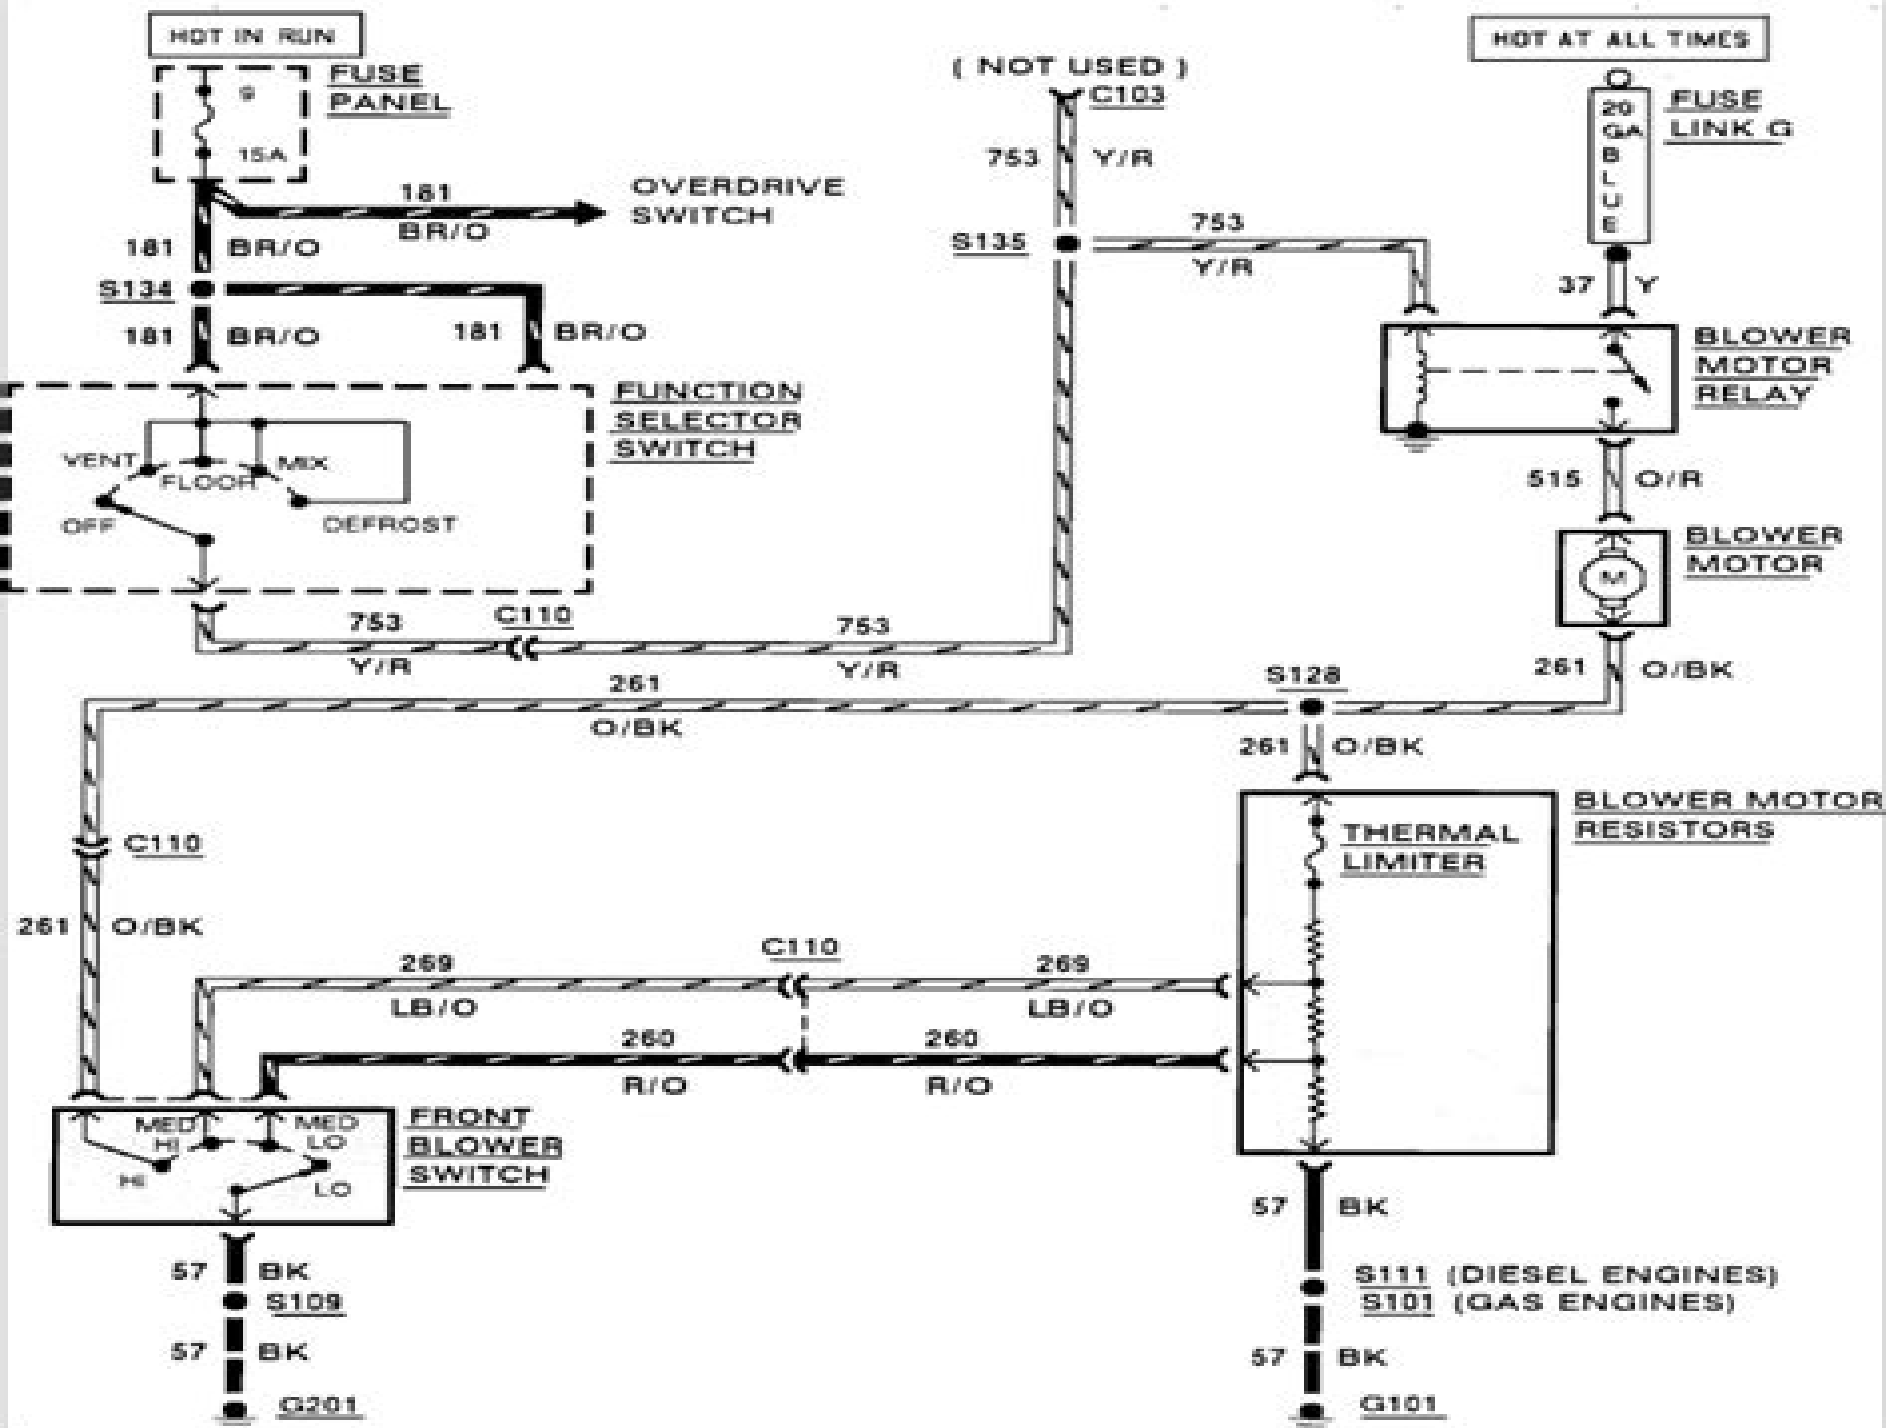 HOT IN RUN
HOT AT ALL TIMES
FUSE
PANEL
9
15A
( NOT USED )
C103
753 Y/R
FUSE
LINK G
20
GA
B
L
U
E
181
BR/O
OVERDRIVE
SWITCH
181 BR/O
S134
181 BR/O
181 BR/O
S135
753
Y/R
37 Y
BLOWER
MOTOR
RELAY
FUNCTION
SELECTOR
SWITCH
VENT
FLOOR
MIX
OFF
DEFROST
515 O/R
BLOWER
MOTOR
M
753
Y/R
C110
753
Y/R
261 O/BK
261
O/BK
S128
261 O/BK
BLOWER MOTOR
RESISTORS
THERMAL
LIMITER
C110
261 O/BK
269
LB/O
C110
269
LB/O
260
R/O
260
R/O
FRONT
BLOWER
SWITCH
MED
HI
MED
LO
HI
LO
57 BK
S109
57 BK
G201
57 BK
S111 (DIESEL ENGINES)
S101 (GAS ENGINES)
57 BK
G101